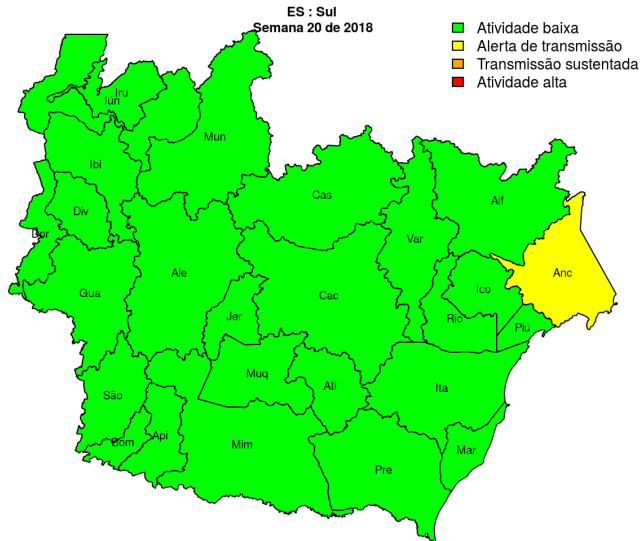 ES : Sul
Semana 20 de 2018
Atividade baixa
Alerta de transmissão
Transmissão sustentada
Atividade alta
Iru
Iún
Mun
Ibi
Cas
Alf
Div
Dor
Var
Ale
Anc
Gua
Cac
Ico
Jer
Rio
Piú
Muq
Ati
Ita
São
Api
Bom
Mim
Mar
Pre